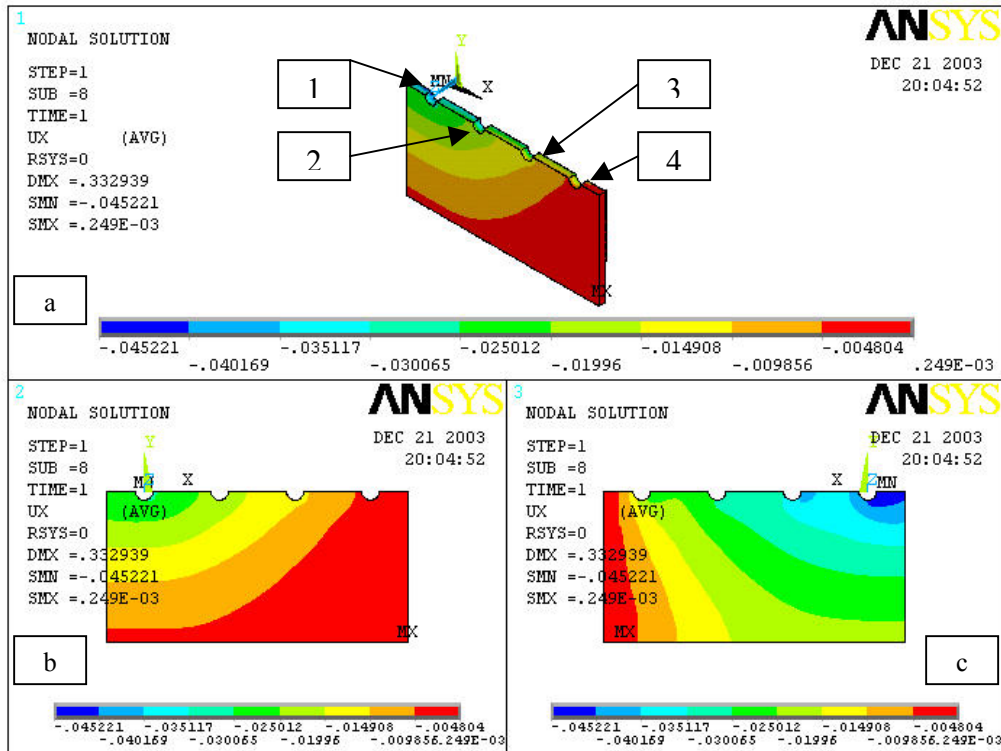 1
ANSYS
NODAL SOLUTION
DEC 21 2003
20:04:52
STEP=1
SUB =8
TIME=1
UX (AVG)
RSYS=0
DMX =.332939
SMN =-.045221
SMX =.249E-03
Y
MN
X
1
2
3
4
MX
a
-.045221 -.035117 -.025012 -.014908 -.004804
-.040169 -.030065 -.01996 -.009856 .249E-03
2
ANSYS
NODAL SOLUTION
DEC 21 2003
20:04:52
STEP=1
SUB =8
TIME=1
UX (AVG)
RSYS=0
DMX =.332939
SMN =-.045221
SMX =.249E-03
Y
MN
Z
X
MX
b
-.045221 -.035117 -.025012 -.014908 -.004804
-.040169 -.030065 -.01996 -.009856 .249E-03
3
ANSYS
NODAL SOLUTION
DEC 21 2003
20:04:52
STEP=1
SUB =8
TIME=1
UX (AVG)
RSYS=0
DMX =.332939
SMN =-.045221
SMX =.249E-03
Y
X
Z
MN
MX
c
-.045221 -.035117 -.025012 -.014908 -.004804
-.040169 -.030065 -.01996 -.009856 .249E-03